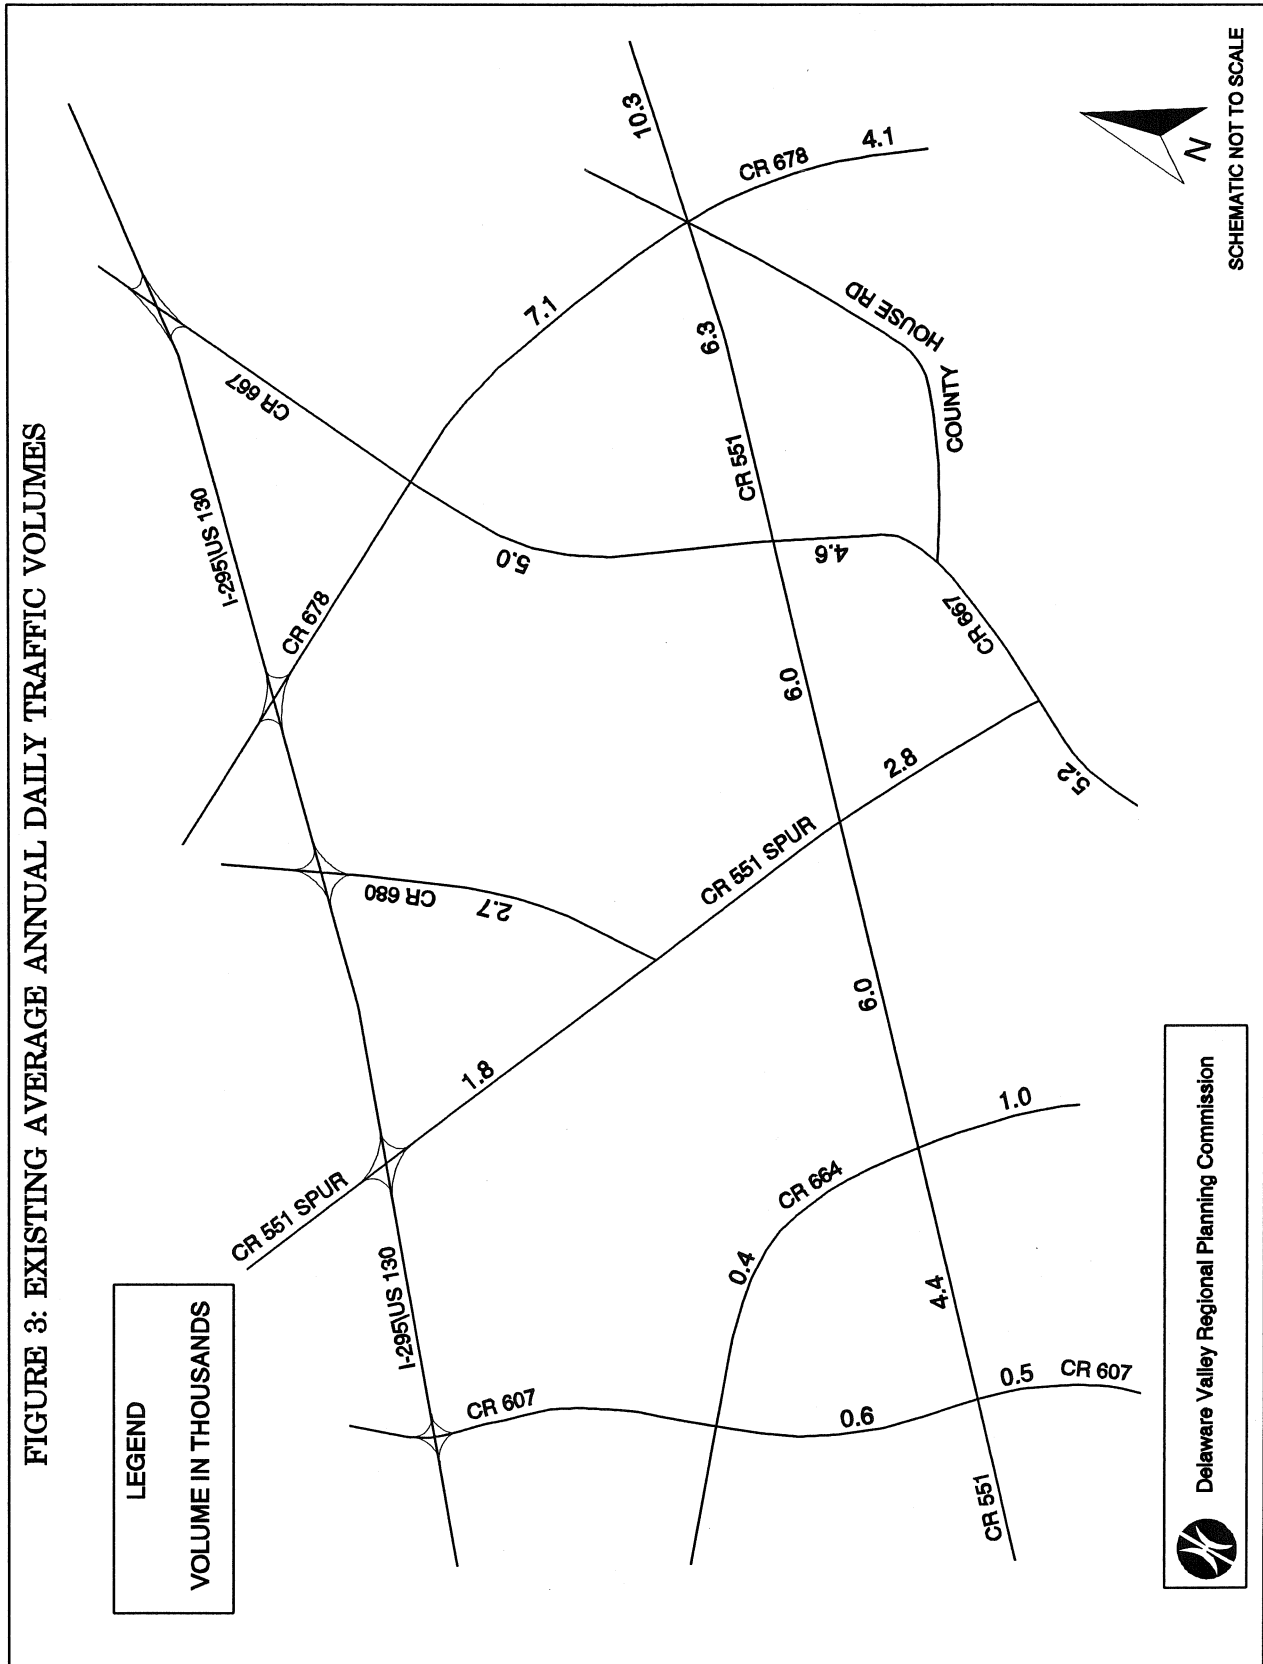 FIGURE 3: EXISTING AVERAGE ANNUAL DAILY TRAFFIC VOLUMES
LEGEND
VOLUME IN THOUSANDS
CR 551 SPUR
I-295\US 130
CR 607
1.8
CR 680
2.7
CR 678
I-295\US 130
CR 667
5.0
7.1
CR 551 SPUR
0.4
CR 664
0.6
CR 551
0.5
CR 607
4.4
1.0
6.0
6.0
2.8
4.6
CR 551
6.3
10.3
CR 678
4.1
COUNTY
HOUSE RD
CR 667
5.2
N
SCHEMATIC NOT TO SCALE
Delaware Valley Regional Planning Commission